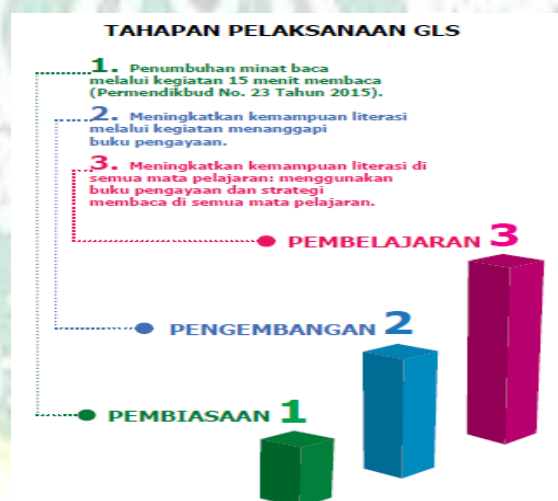 TAHAPAN PELAKSANAAN GLS
1. Penumbuhan minat baca
melalui kegiatan 15 menit membaca
(Permendikbud No. 23 Tahun 2015).
2. Meningkatkan kemampuan literasi
melalui kegiatan menanggapi
buku pengayaan.
3. Meningkatkan kemampuan literasi di
semua mata pelajaran: menggunakan
buku pengayaan dan strategi
membaca di semua mata pelajaran.
PEMBELAJARAN 3
PENGEMBANGAN 2
PEMBIASAAN 1